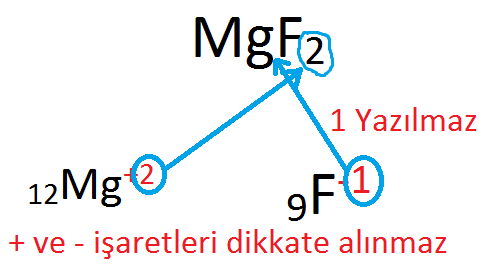 MgF₂
1 Yazılmaz
₁₂Mg⁺² ₉F⁻¹
+ ve - işaretleri dikkate alınmaz